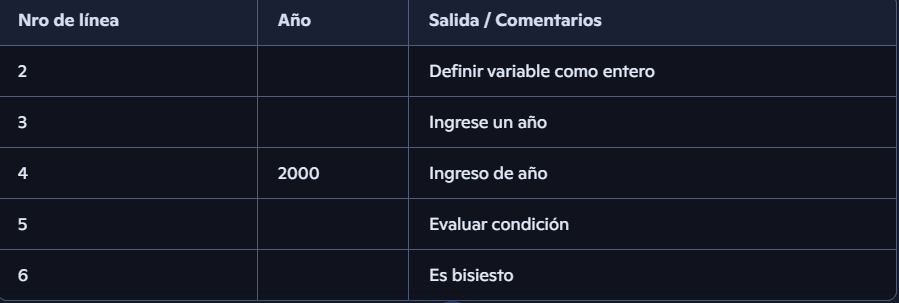 Nro de línea Año Salida / Comentarios
2 Definir variable como entero
3 Ingrese un año
4 2000 Ingreso de año
5 Evaluar condición
6 Es bisiesto